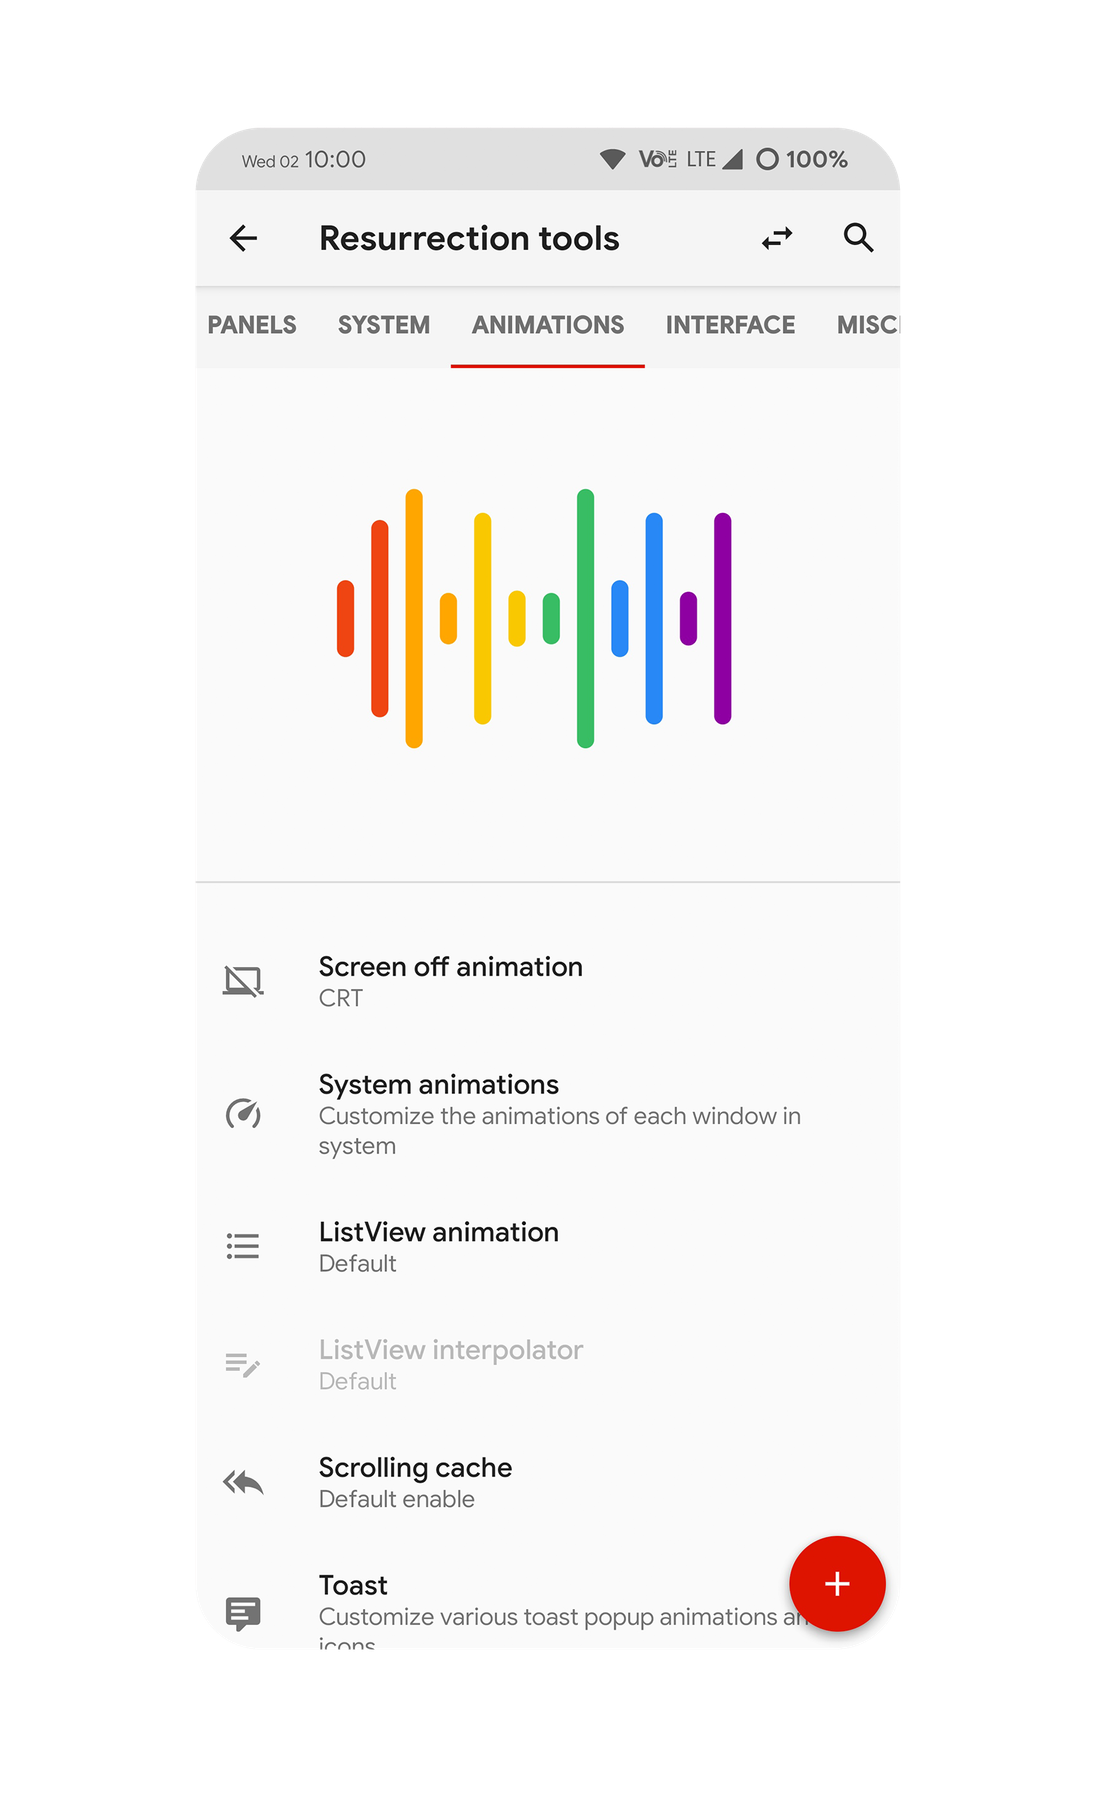 Wed 02 10:00 VoLTE LTE 100%
Resurrection tools
PANELS SYSTEM ANIMATIONS INTERFACE MISC
Screen off animation
CRT
System animations
Customize the animations of each window in
system
ListView animation
Default
ListView interpolator
Default
Scrolling cache
Default enable
Toast
Customize various toast popup animations an
icons